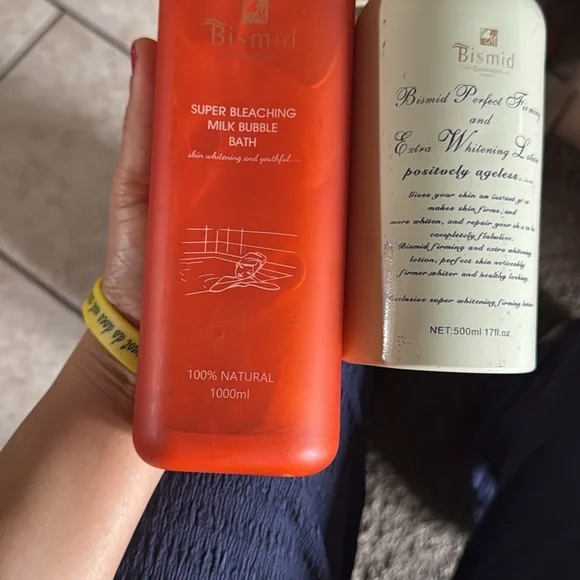 Bismid
SUPER BLEACHING
MILK BUBBLE
BATH
skin whitening and youthful......
100% NATURAL
1000ml
Bismid
Bismid Perfect Firming
and
Extra Whitening Lotion
positvely ageless.....
Gives your skin an instant
makes skin firms, and
more whiten, and repair your skin to be
completely flawless.
Bismid firming and extra whitening
lotion, perfect skin noticeably
firmer,whiter and healthy looking.
Exclusive super whitening,firming lotion
NET:500ml 17fl.oz